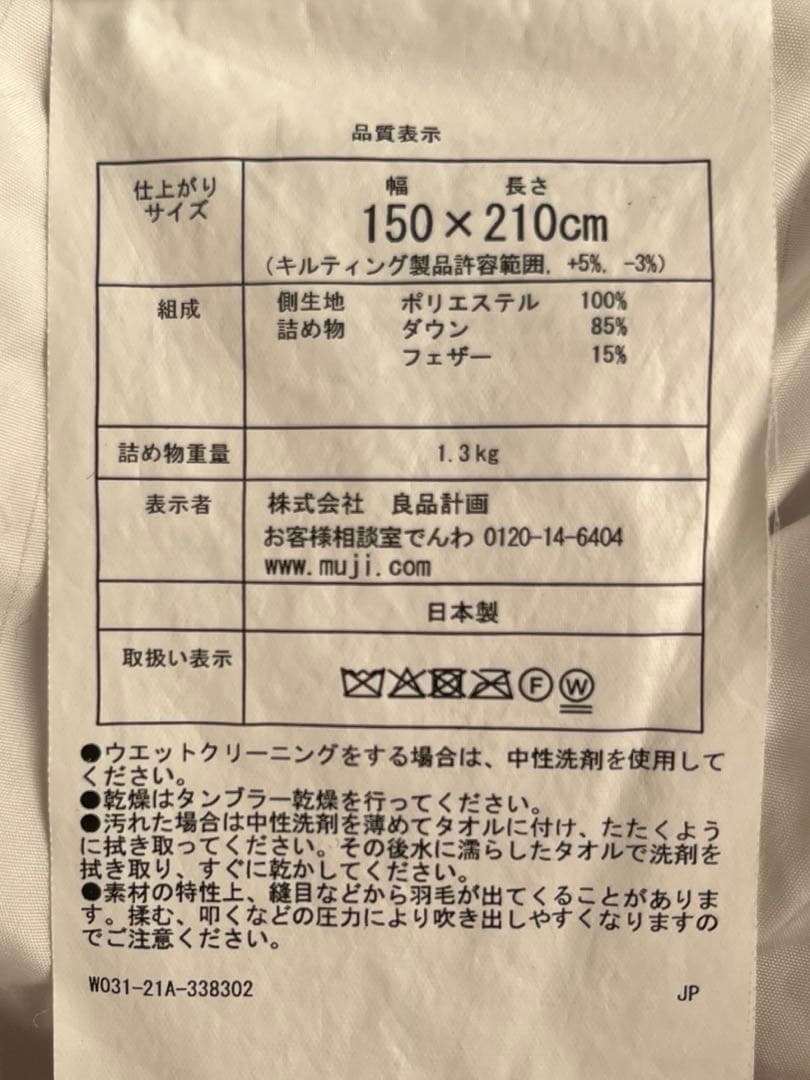 品質表示
仕上がり
サイズ
幅 長さ
150×210cm
(キルティング製品許容範囲, +5%, -3%)
組成
側生地 ポリエステル 100%
詰め物 ダウン 85%
フェザー 15%
詰め物重量 1.3kg
表示者 株式会社 良品計画
お客様相談室でんわ 0120-14-6404
www.muji.com
日本製
取扱い表示
F W
●ウエットクリーニングをする場合は、中性洗剤を使用して
ください。
●乾燥はタンブラー乾燥を行ってください。
●汚れた場合は中性洗剤を薄めてタオルに付け、たたくよう
に拭き取ってください。その後水に濡らしたタオルで洗剤を
拭き取り、すぐに乾かしてください。
●素材の特性上、縫目などから羽毛が出てくることがありま
す。揉む、叩くなどの圧力により吹き出しやすくなりますの
でご注意ください。
W031-21A-338302
JP